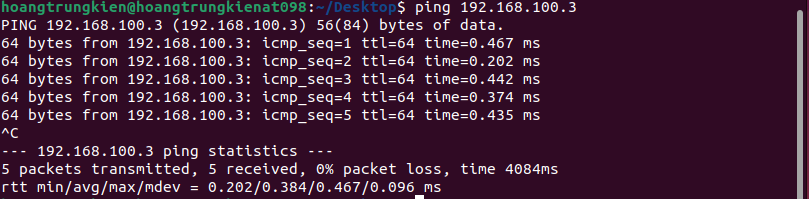 hoangtrungkien@hoangtrungkienat098:~/Desktop$ ping 192.168.100.3
PING 192.168.100.3 (192.168.100.3) 56(84) bytes of data.
64 bytes from 192.168.100.3: icmp_seq=1 ttl=64 time=0.467 ms
64 bytes from 192.168.100.3: icmp_seq=2 ttl=64 time=0.202 ms
64 bytes from 192.168.100.3: icmp_seq=3 ttl=64 time=0.442 ms
64 bytes from 192.168.100.3: icmp_seq=4 ttl=64 time=0.374 ms
64 bytes from 192.168.100.3: icmp_seq=5 ttl=64 time=0.435 ms
^C
--- 192.168.100.3 ping statistics ---
5 packets transmitted, 5 received, 0% packet loss, time 4084ms
rtt min/avg/max/mdev = 0.202/0.384/0.467/0.096 ms